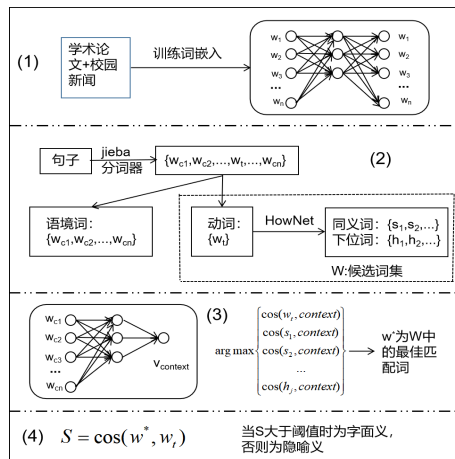 (1)
学术论
文+校园
新闻
训练词嵌入
w1
w2
w3
...
wn
w1
w2
w3
...
wn
(2)
句子
jieba
分词器
{wc1,wc2,...,wt,...,wcn}
语境词：
{wc1,wc2,...,wcn}
动词：
{wt}
HowNet
同义词：{s1,s2,...}
下位词：{h1,h2,...}
W:候选词集
(3)
wc1
wc2
wc3
...
wcn
vcontext
arg max
cos(wt,context)
cos(s1,context)
cos(s2,context)
...
cos(hj,context)
w*为W中
的最佳匹
配词
(4)
S = cos(w*, wt)
当S大于阈值时为字面义，
否则为隐喻义